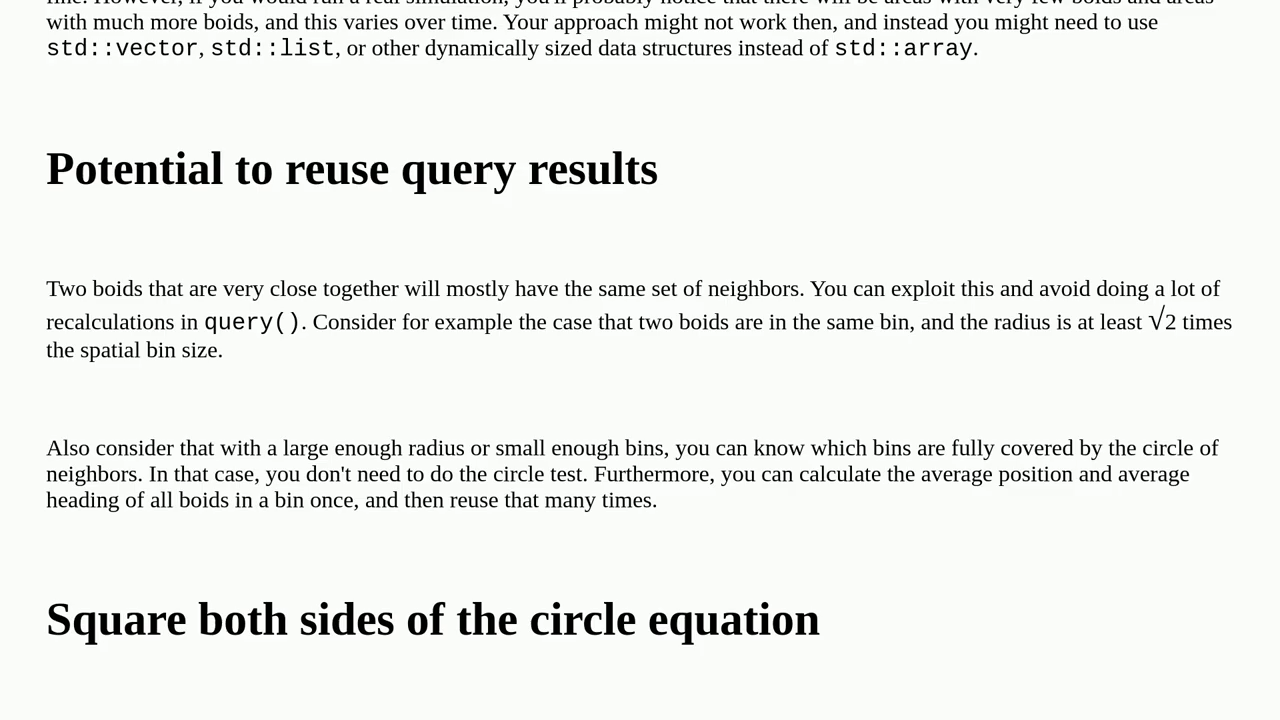 with much more boids, and this varies over time. Your approach might not work then, and instead you might need to use
std::vector, std::list, or other dynamically sized data structures instead of std::array.
Potential to reuse query results
Two boids that are very close together will mostly have the same set of neighbors. You can exploit this and avoid doing a lot of
recalculations in query(). Consider for example the case that two boids are in the same bin, and the radius is at least √2 times
the spatial bin size.
Also consider that with a large enough radius or small enough bins, you can know which bins are fully covered by the circle of
neighbors. In that case, you don't need to do the circle test. Furthermore, you can calculate the average position and average
heading of all boids in a bin once, and then reuse that many times.
Square both sides of the circle equation